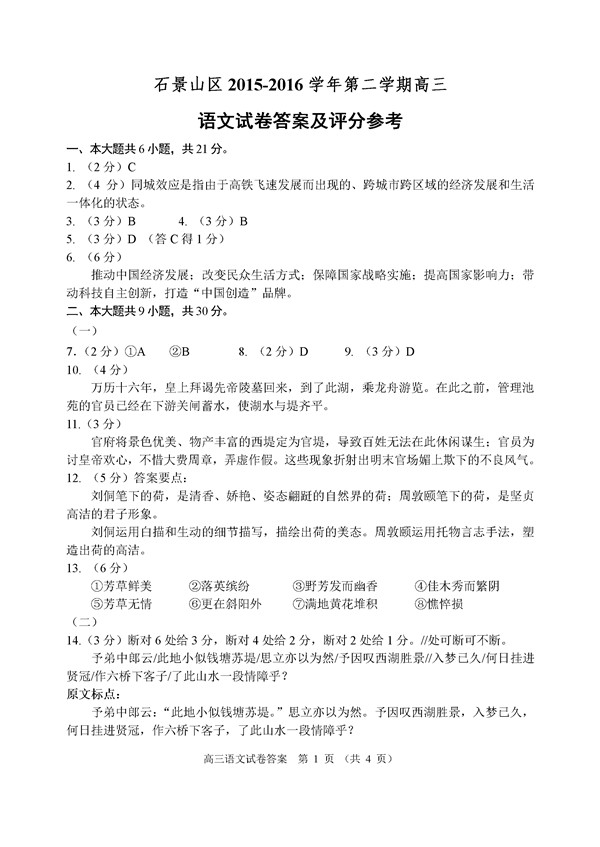 石景山区 2015-2016 学年第二学期高三
语文试卷答案及评分参考
一、本大题共 6 小题，共 21 分。
1. （2 分）C
2. （4 分）同城效应是指由于高铁飞速发展而出现的、跨城市跨区域的经济发展和生活
一体化的状态。
3. （3 分）B 4. （3 分）B
5. （3 分）D （答 C 得 1 分）
6. （6 分）
推动中国经济发展；改变民众生活方式；保障国家战略实施；提高国家影响力；带
动科技自主创新，打造“中国创造”品牌。
二、本大题共 9 小题，共 30 分。
（一）
7.（2 分）①A ②B 8. （2 分）D 9. （3 分）D
10. （4 分）
万历十六年，皇上拜谒先帝陵墓回来，到了此湖，乘龙舟游览。在此之前，管理池
苑的官员已经在下游关闸蓄水，使湖水与堤齐平。
11.（3 分）
官府将景色优美、物产丰富的西堤定为官堤，导致百姓无法在此休闲谋生；官员为
讨皇帝欢心，不惜大费周章，弄虚作假。这些现象折射出明末官场媚上欺下的不良风气。
12. （5 分）答案要点：
刘侗笔下的荷，是清香、娇艳、姿态翩跹的自然界的荷；周敦颐笔下的荷，是坚贞
高洁的君子形象。
刘侗运用白描和生动的细节描写，描绘出荷的美态。周敦颐运用托物言志手法，塑
造出荷的高洁。
13. （6 分）
①芳草鲜美 ②落英缤纷 ③野芳发而幽香 ④佳木秀而繁阴
⑤芳草无情 ⑥更在斜阳外 ⑦满地黄花堆积 ⑧憔悴损
（二）
14.（3 分）断对 6 处给 3 分，断对 4 处给 2 分，断对 2 处给 1 分。//处可断可不断。
予弟中郎云/此地小似钱塘苏堤/思立亦以为然/予因叹西湖胜景//入梦已久/何日挂进
贤冠/作六桥下客子/了此山水一段情障乎？
原文标点：
予弟中郎云：“此地小似钱塘苏堤。”思立亦以为然。予因叹西湖胜景，入梦已久，
何日挂进贤冠，作六桥下客子，了此山水一段情障乎？
高三语文试卷答案 第 1 页 （共 4 页）